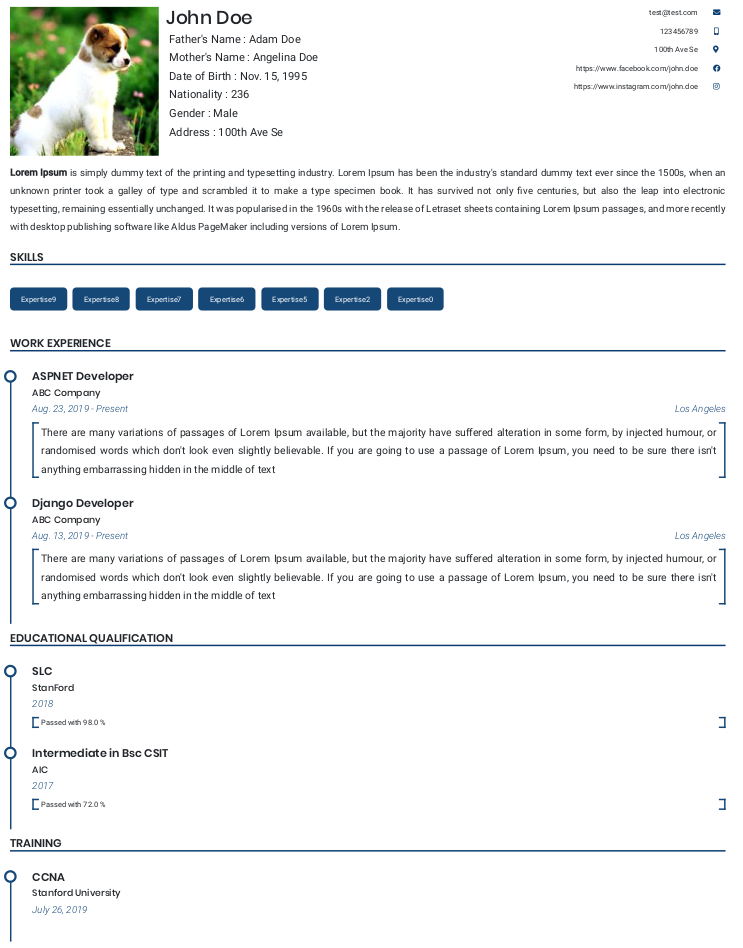 John Doe
Father's Name : Adam Doe
Mother's Name : Angelina Doe
Date of Birth : Nov. 15, 1995
Nationality : 236
Gender : Male
Address : 100th Ave Se
test@test.com
123456789
100th Ave Se
https://www.facebook.com/john.doe
https://www.instagram.com/john.doe
Lorem Ipsum is simply dummy text of the printing and typesetting industry. Lorem Ipsum has been the industry's standard dummy text ever since the 1500s, when an
unknown printer took a galley of type and scrambled it to make a type specimen book. It has survived not only five centuries, but also the leap into electronic
typesetting, remaining essentially unchanged. It was popularised in the 1960s with the release of Letraset sheets containing Lorem Ipsum passages, and more recently
with desktop publishing software like Aldus PageMaker including versions of Lorem Ipsum.
SKILLS
Expertise9 Expertise8 Expertise7 Expertise6 Expertise5 Expertise2 Expertise0
WORK EXPERIENCE
ASPNET Developer
ABC Company
Aug. 23, 2019 - Present Los Angeles
There are many variations of passages of Lorem Ipsum available, but the majority have suffered alteration in some form, by injected humour, or
randomised words which don't look even slightly believable. If you are going to use a passage of Lorem Ipsum, you need to be sure there isn't
anything embarrassing hidden in the middle of text
Django Developer
ABC Company
Aug. 13, 2019 - Present Los Angeles
There are many variations of passages of Lorem Ipsum available, but the majority have suffered alteration in some form, by injected humour, or
randomised words which don't look even slightly believable. If you are going to use a passage of Lorem Ipsum, you need to be sure there isn't
anything embarrassing hidden in the middle of text
EDUCATIONAL QUALIFICATION
SLC
StanFord
2018
Passed with 98.0 %
Intermediate in Bsc CSIT
AIC
2017
Passed with 72.0 %
TRAINING
CCNA
Stanford University
July 26, 2019